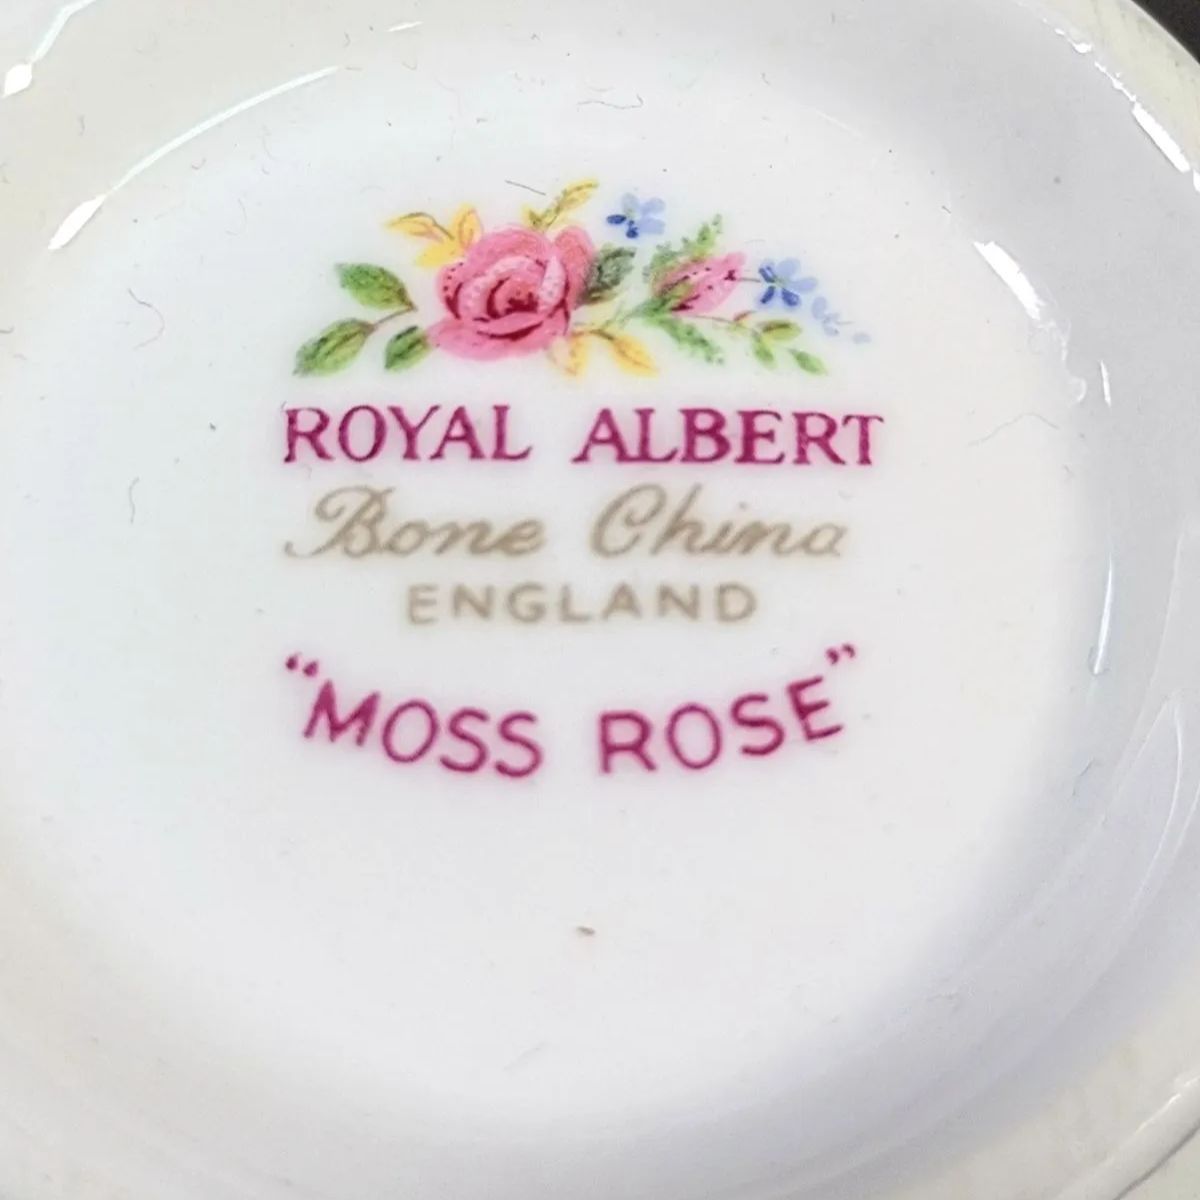 ROYAL ALBERT
Bone China
ENGLAND
“MOSS ROSE”